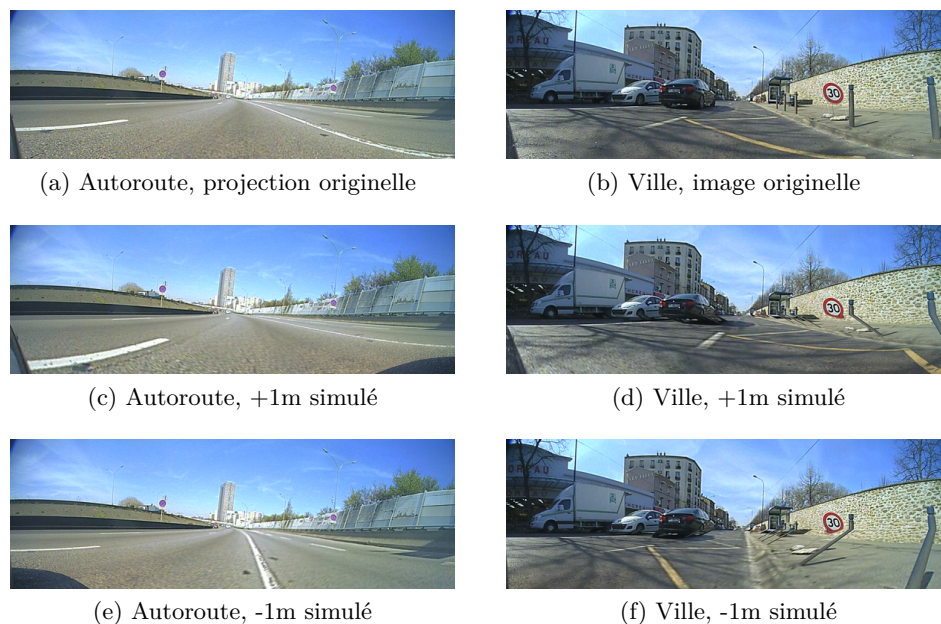 30
(a) Autoroute, projection originelle
(b) Ville, image originelle
30
(c) Autoroute, +1m simulé
(d) Ville, +1m simulé
30
(e) Autoroute, -1m simulé
(f) Ville, -1m simulé